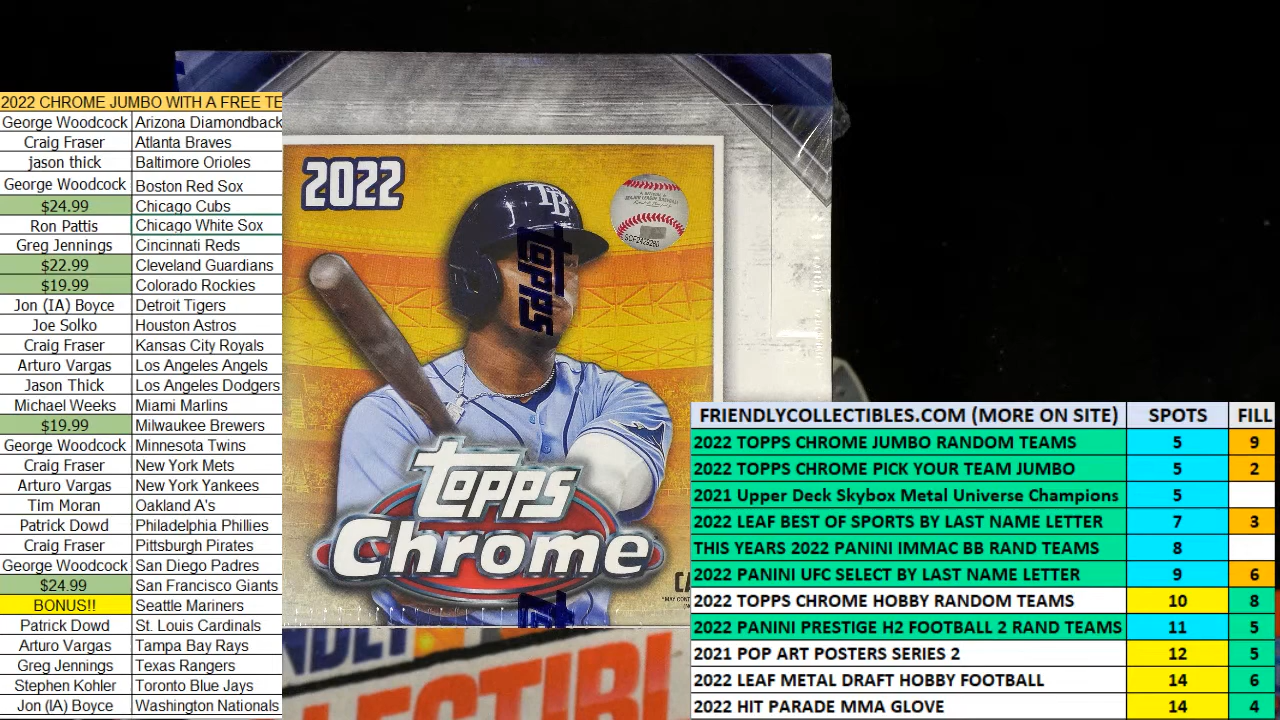 2022 CHROME JUMBO WITH A FREE TE
George Woodcock Arizona Diamondback
Craig Fraser Atlanta Braves
jason thick Baltimore Orioles
George Woodcock Boston Red Sox
$24.99 Chicago Cubs
Ron Pattis Chicago White Sox
Greg Jennings Cincinnati Reds
$22.99 Cleveland Guardians
$19.99 Colorado Rockies
Jon (IA) Boyce Detroit Tigers
Joe Solko Houston Astros
Craig Fraser Kansas City Royals
Arturo Vargas Los Angeles Angels
Jason Thick Los Angeles Dodgers
Michael Weeks Miami Marlins
$19.99 Milwaukee Brewers
George Woodcock Minnesota Twins
Craig Fraser New York Mets
Arturo Vargas New York Yankees
Tim Moran Oakland A's
Patrick Dowd Philadelphia Phillies
Craig Fraser Pittsburgh Pirates
George Woodcock San Diego Padres
$24.99 San Francisco Giants
BONUS!! Seattle Mariners
Patrick Dowd St. Louis Cardinals
Arturo Vargas Tampa Bay Rays
Greg Jennings Texas Rangers
Stephen Kohler Toronto Blue Jays
Jon (IA) Boyce Washington Nationals
2022
TB
topps
topps
Chrome
CA
NDLY
LECTIBL
FRIENDLYCOLLECTIBLES.COM (MORE ON SITE) SPOTS FILL
2022 TOPPS CHROME JUMBO RANDOM TEAMS 5 9
2022 TOPPS CHROME PICK YOUR TEAM JUMBO 5 2
2021 Upper Deck Skybox Metal Universe Champions 5
2022 LEAF BEST OF SPORTS BY LAST NAME LETTER 7 3
THIS YEARS 2022 PANINI IMMAC BB RAND TEAMS 8
2022 PANINI UFC SELECT BY LAST NAME LETTER 9 6
2022 TOPPS CHROME HOBBY RANDOM TEAMS 10 8
2022 PANINI PRESTIGE H2 FOOTBALL 2 RAND TEAMS 11 5
2021 POP ART POSTERS SERIES 2 12 5
2022 LEAF METAL DRAFT HOBBY FOOTBALL 14 6
2022 HIT PARADE MMA GLOVE 14 4